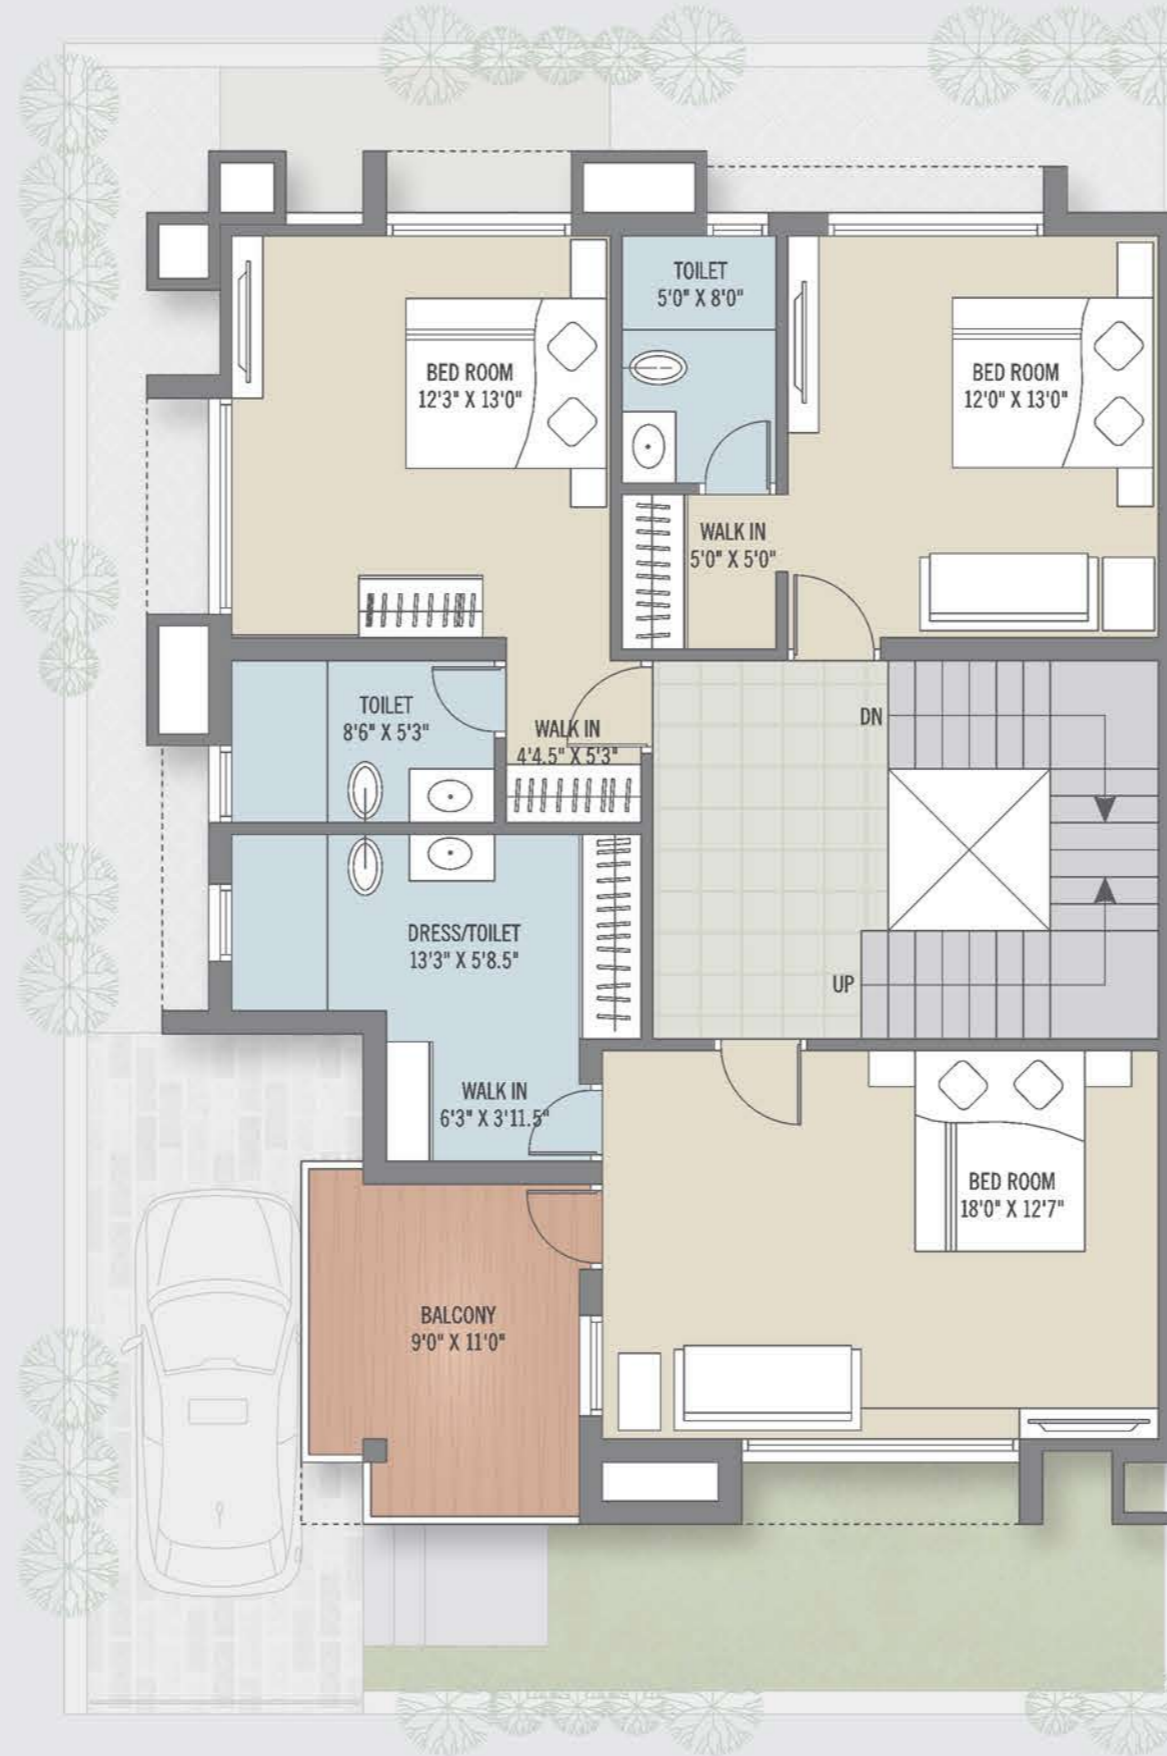 TOILET
5'0" X 8'0"
BED ROOM
12'3" X 13'0"
BED ROOM
12'0" X 13'0"
WALK IN
5'0" X 5'0"
TOILET
8'6" X 5'3"
WALK IN
4'4.5" X 5'3"
DN
DRESS/TOILET
13'3" X 5'8.5"
UP
WALK IN
6'3" X 3'11.5"
BED ROOM
18'0" X 12'7"
BALCONY
9'0" X 11'0"